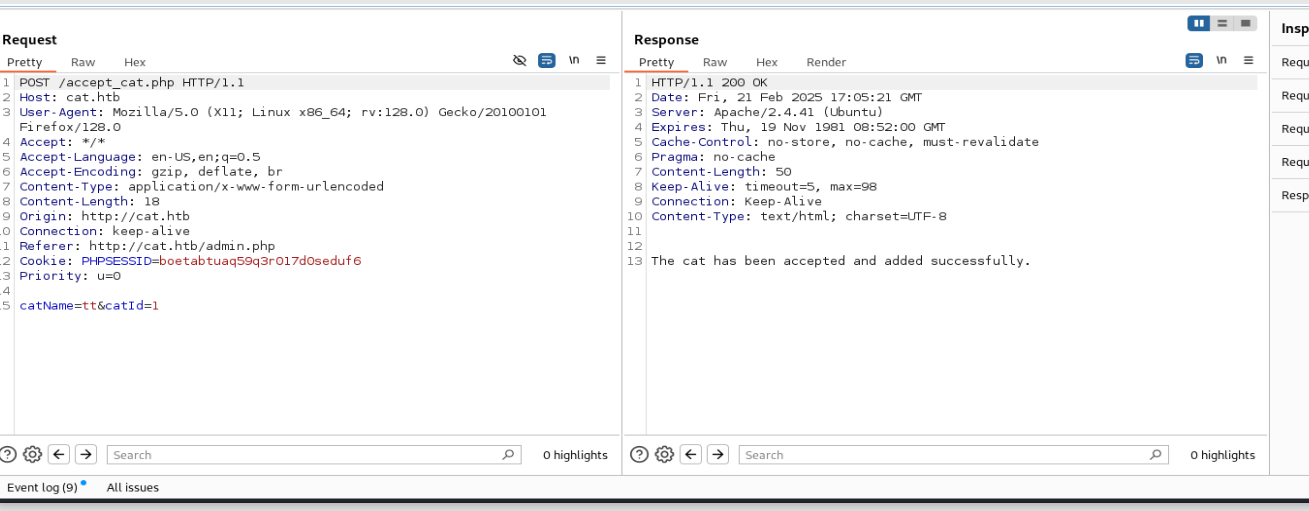 Request
Pretty Raw Hex
\n
1 POST /accept_cat.php HTTP/1.1
2 Host: cat.htb
3 User-Agent: Mozilla/5.0 (X11; Linux x86_64; rv:128.0) Gecko/20100101
Firefox/128.0
4 Accept: */*
5 Accept-Language: en-US,en;q=0.5
6 Accept-Encoding: gzip, deflate, br
7 Content-Type: application/x-www-form-urlencoded
8 Content-Length: 18
9 Origin: http://cat.htb
.0 Connection: keep-alive
.1 Referer: http://cat.htb/admin.php
.2 Cookie: PHPSESSID=boetabtuaq59q3r017d0seduf6
.3 Priority: u=0
.4
.5 catName=tt&catId=1
Search
0 highlights
Response
Pretty Raw Hex Render
\n
1 HTTP/1.1 200 OK
2 Date: Fri, 21 Feb 2025 17:05:21 GMT
3 Server: Apache/2.4.41 (Ubuntu)
4 Expires: Thu, 19 Nov 1981 08:52:00 GMT
5 Cache-Control: no-store, no-cache, must-revalidate
6 Pragma: no-cache
7 Content-Length: 50
8 Keep-Alive: timeout=5, max=98
9 Connection: Keep-Alive
10 Content-Type: text/html; charset=UTF-8
11
12
13 The cat has been accepted and added successfully.
Search
0 highlights
Insp
Requ
Requ
Requ
Requ
Resp
Event log (9) All issues